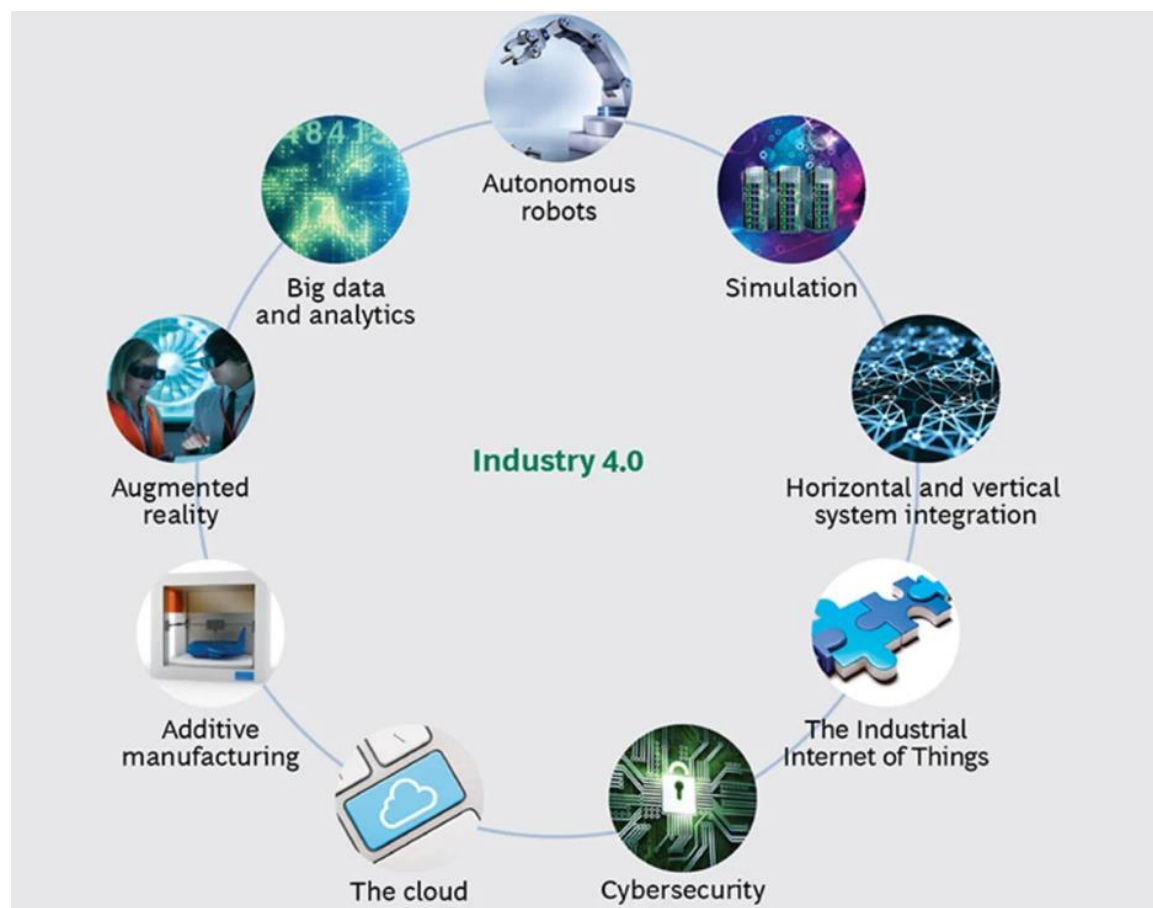 Autonomous
robots
Simulation
Horizontal and vertical
system integration
The Industrial
Internet of Things
Cybersecurity
The cloud
Additive
manufacturing
Augmented
reality
Big data
and analytics
Industry 4.0